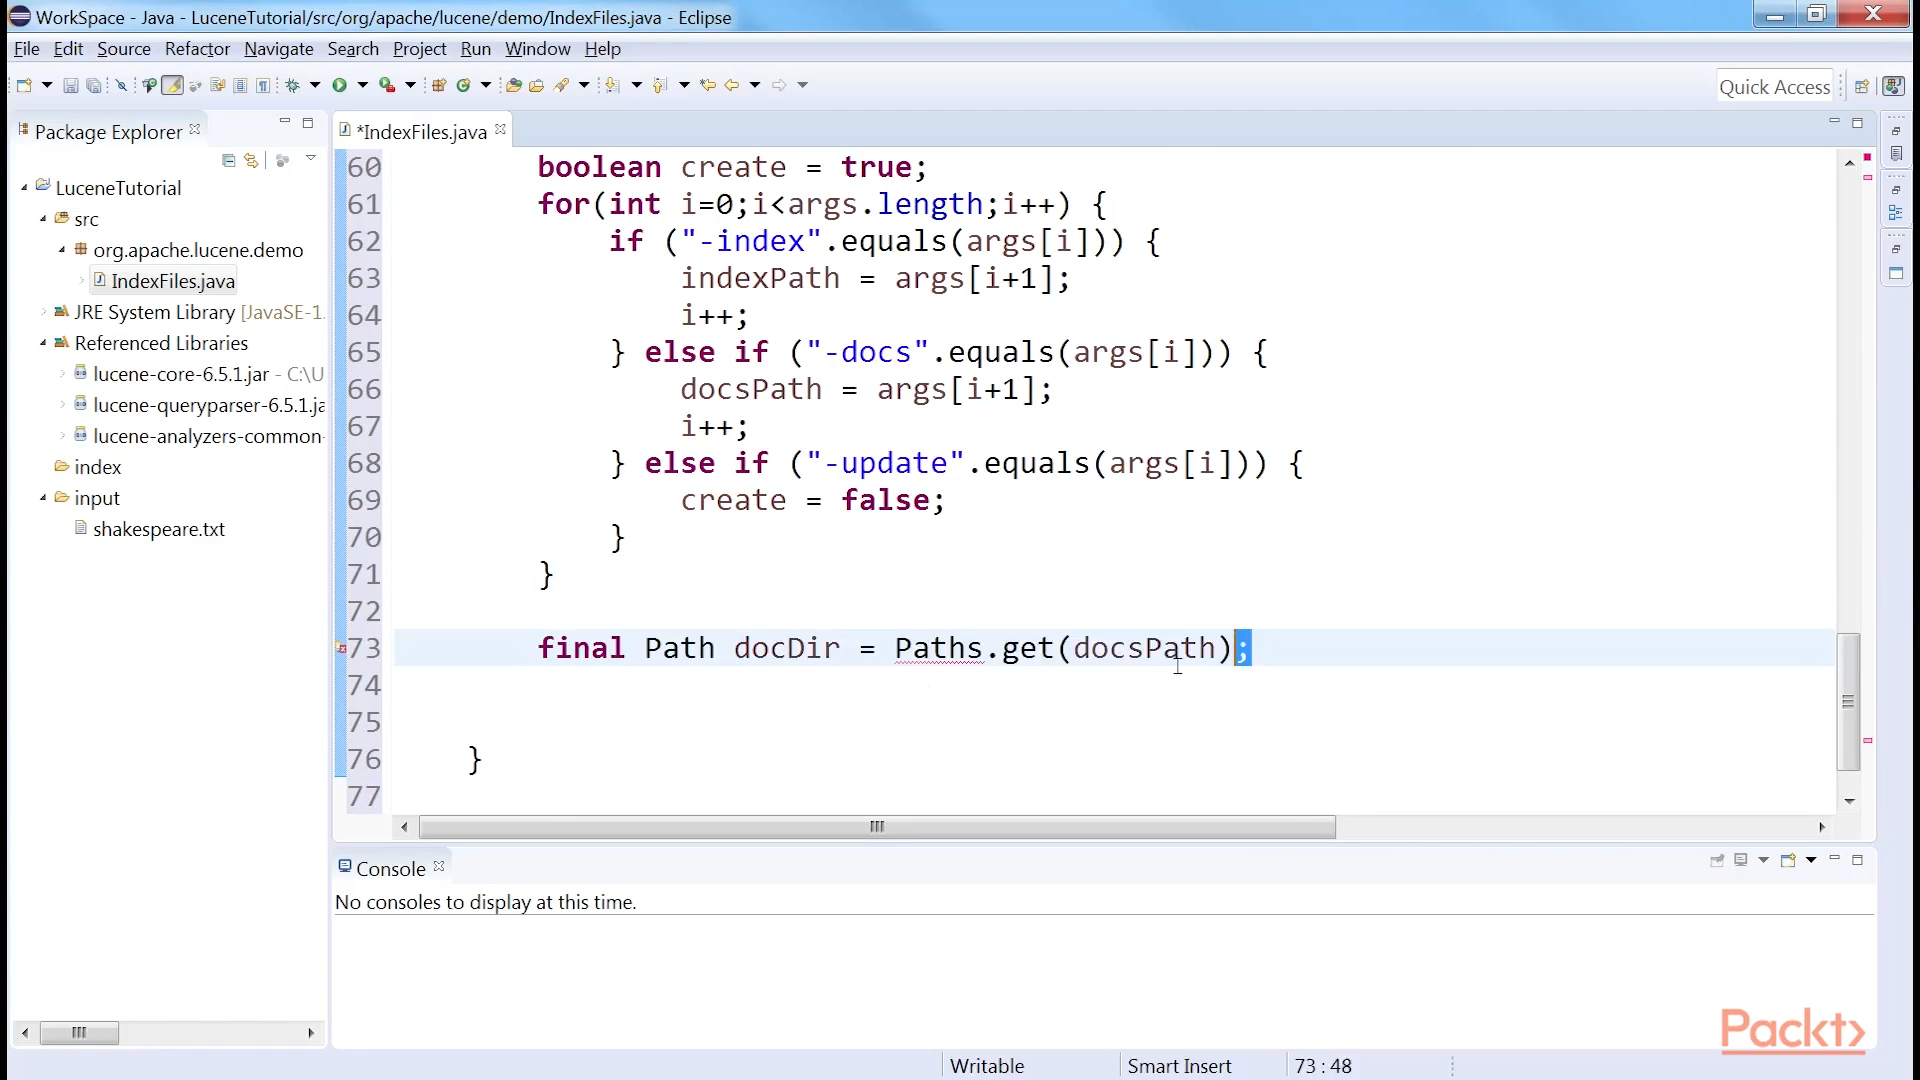 WorkSpace - Java - LuceneTutorial/src/org/apache/lucene/demo/IndexFiles.java - Eclipse
File Edit Source Refactor Navigate Search Project Run Window Help
Quick Access
Package Explorer
LuceneTutorial
src
org.apache.lucene.demo
IndexFiles.java
JRE System Library [JavaSE-1.
Referenced Libraries
lucene-core-6.5.1.jar - C:\U
lucene-queryparser-6.5.1.ja
lucene-analyzers-common-
index
input
shakespeare.txt
*IndexFiles.java
60 boolean create = true;
61 for(int i=0;i<args.length;i++) {
62 if ("-index".equals(args[i])) {
63 indexPath = args[i+1];
64 i++;
65 } else if ("-docs".equals(args[i])) {
66 docsPath = args[i+1];
67 i++;
68 } else if ("-update".equals(args[i])) {
69 create = false;
70 }
71 }
72
73 final Path docDir = Paths.get(docsPath);
74
75
76 }
77
Console
No consoles to display at this time.
Packt>
Writable Smart Insert 73 : 48